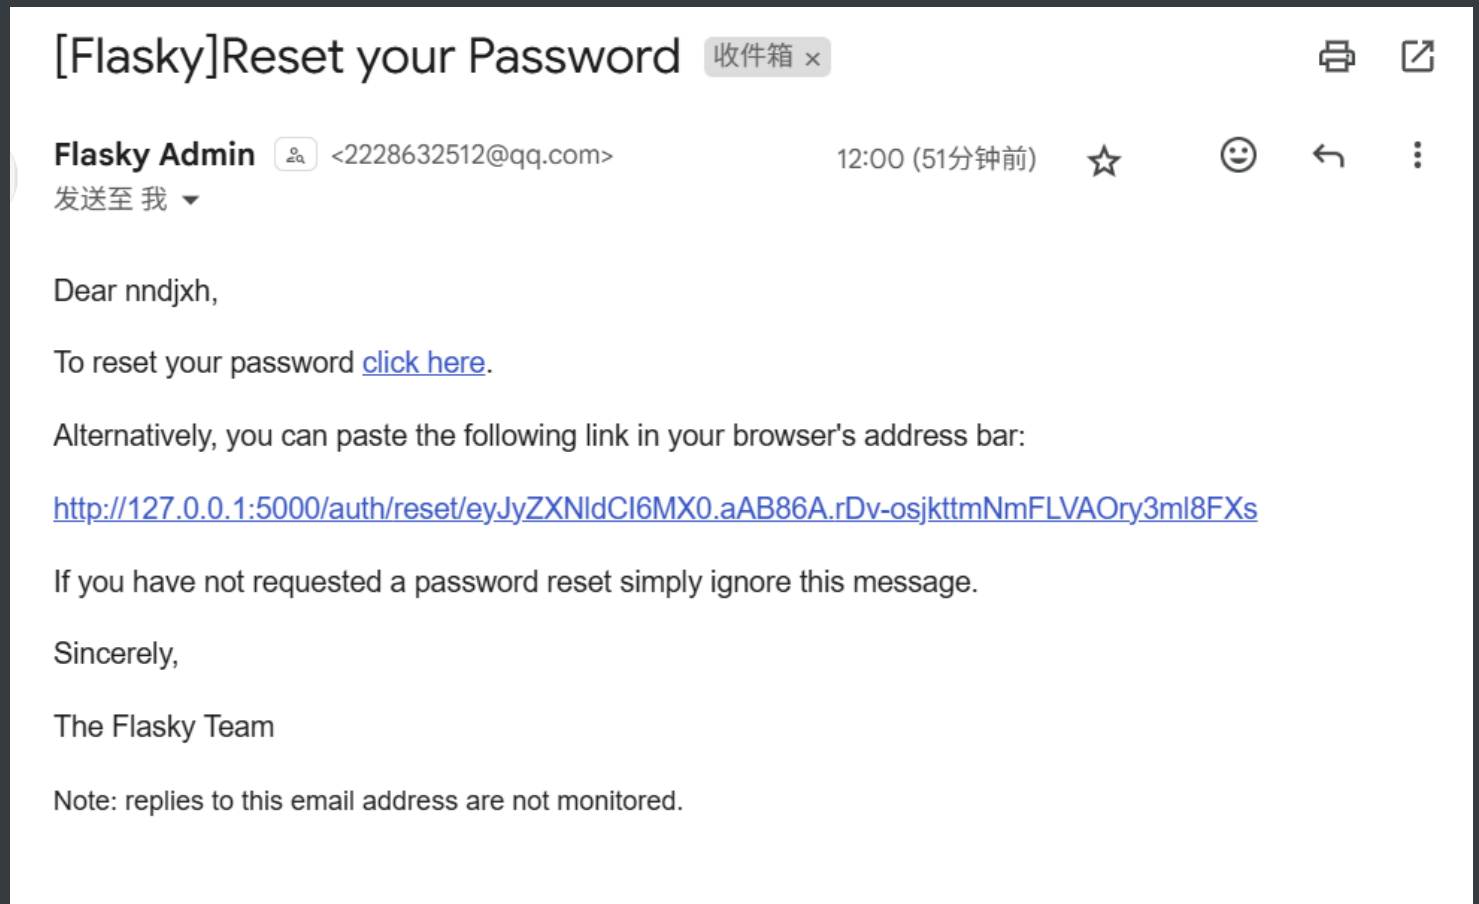 [Flasky]Reset your Password 收件箱 ×
Flasky Admin <2228632512@qq.com> 12:00 (51分钟前)
发送至 我
Dear nndjxh,
To reset your password click here.
Alternatively, you can paste the following link in your browser's address bar:
http://127.0.0.1:5000/auth/reset/eyJyZXNldCI6MX0.aAB86A.rDv-osjkttmNmFLVAOry3ml8FXs
If you have not requested a password reset simply ignore this message.
Sincerely,
The Flasky Team
Note: replies to this email address are not monitored.